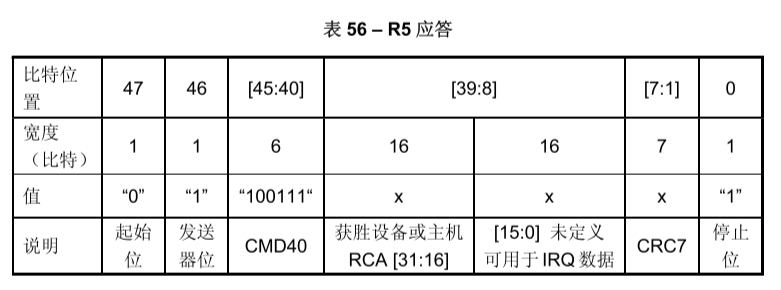 表 56 – R5 应答
比特位置 47 46 [45:40] [39:8] [7:1] 0
宽度（比特） 1 1 6 16 16 7 1
值 “0” “1” “100111“ x x x “1”
说明 起始位 发送器位 CMD40 获胜设备或主机 RCA [31:16] [15:0] 未定义 可用于 IRQ 数据 CRC7 停止位